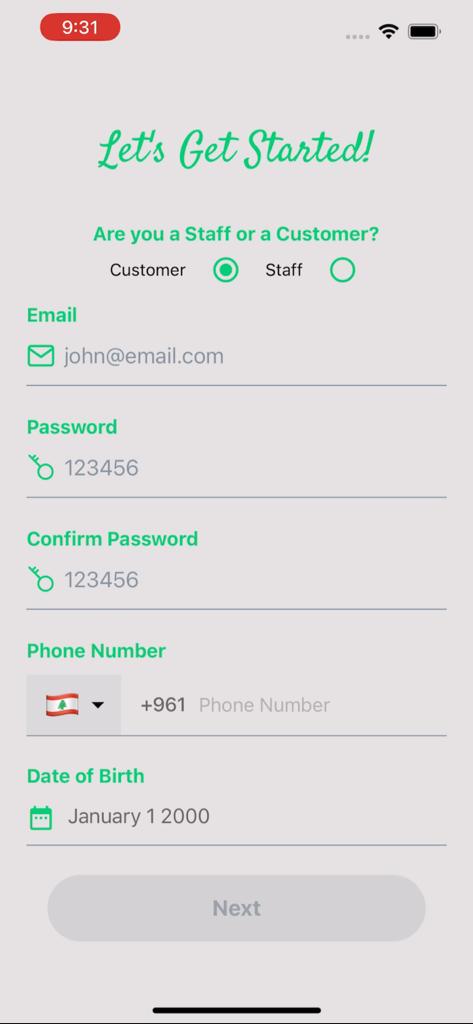 9:31
Let's Get Started!
Are you a Staff or a Customer?
Customer Staff
Email
john@email.com
Password
123456
Confirm Password
123456
Phone Number
+961 Phone Number
Date of Birth
January 1 2000
Next